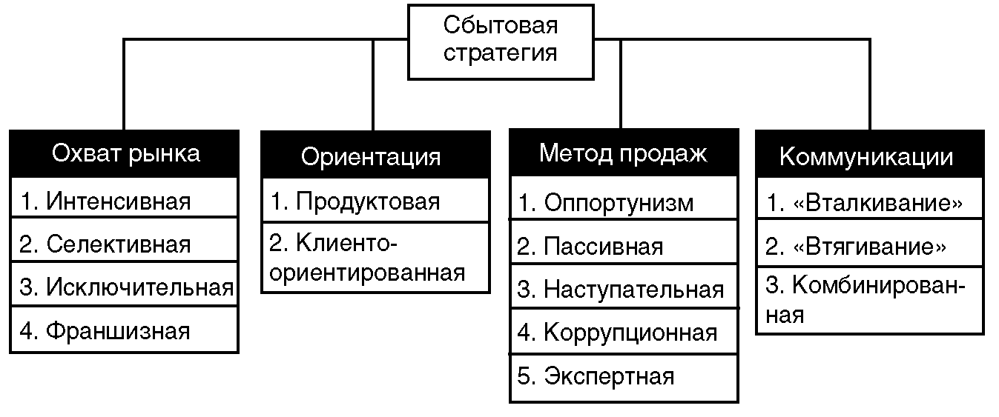 Сбытовая
стратегия
Охват рынка
1. Интенсивная
2. Селективная
3. Исключительная
4. Франшизная
Ориентация
1. Продуктовая
2. Клиенто-
ориентированная
Метод продаж
1. Оппортунизм
2. Пассивная
3. Наступательная
4. Коррупционная
5. Экспертная
Коммуникации
1. «Вталкивание»
2. «Втягивание»
3. Комбинирован-
ная